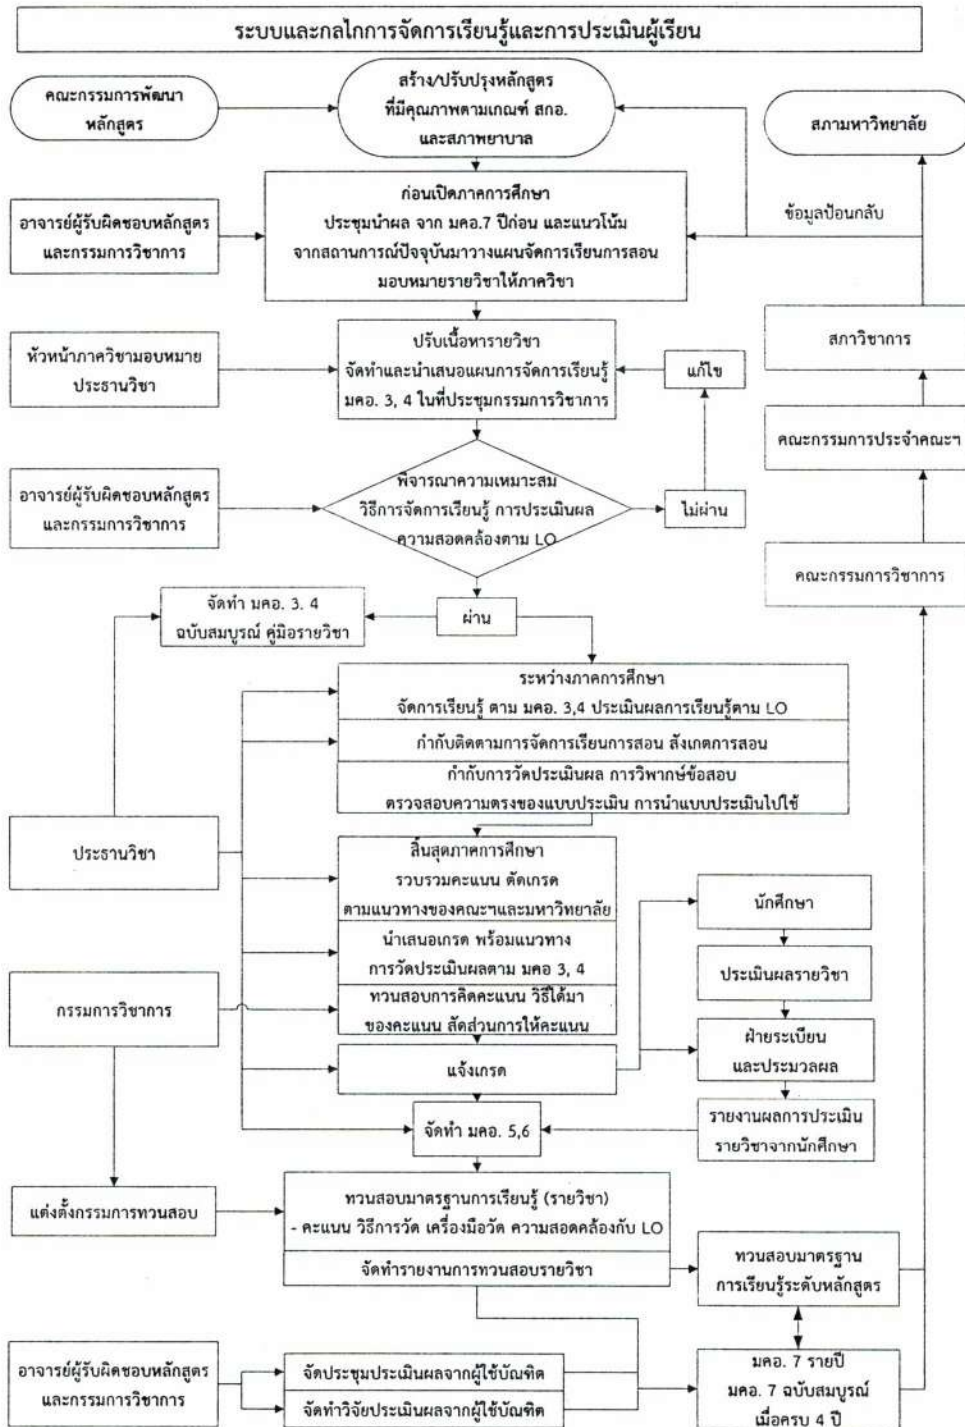 ระบบและกลไกการจัดการเรียนรู้และการประเมินผู้เรียน
คณะกรรมการพัฒนา
หลักสูตร
สร้าง/ปรับปรุงหลักสูตร
ที่มีคุณภาพตามเกณฑ์ สกอ.
และสภาพยาบาล
สภามหาวิทยาลัย
อาจารย์ผู้รับผิดชอบหลักสูตร
และกรรมการวิชาการ
ก่อนเปิดภาคการศึกษา
ประชุมนำผล จาก มคอ.7 ปีก่อน และแนวโน้ม
จากสถานการณ์ปัจจุบันมาวางแผนจัดการเรียนการสอน
มอบหมายรายวิชาให้ภาควิชา
ข้อมูลป้อนกลับ
หัวหน้าภาควิชามอบหมาย
ประธานวิชา
ปรับเนื้อหารายวิชา
จัดทำและนำเสนอแผนการจัดการเรียนรู้
มคอ. 3, 4 ในที่ประชุมกรรมการวิชาการ
แก้ไข
สภาวิชาการ
คณะกรรมการประจำคณะฯ
อาจารย์ผู้รับผิดชอบหลักสูตร
และกรรมการวิชาการ
พิจารณาความเหมาะสม
วิธีการจัดการเรียนรู้ การประเมินผล
ความสอดคล้องตาม LO
ไม่ผ่าน
คณะกรรมการวิชาการ
จัดทำ มคอ. 3. 4
ฉบับสมบูรณ์ คู่มือรายวิชา
ผ่าน
ระหว่างภาคการศึกษา
จัดการเรียนรู้ ตาม มคอ. 3,4 ประเมินผลการเรียนรู้ตาม LO
กำกับติดตามการจัดการเรียนการสอน สังเกตการสอน
กำกับการวัดประเมินผล การวิพากษ์ข้อสอบ
ตรวจสอบความตรงของแบบประเมิน การนำแบบประเมินไปใช้
ประธานวิชา
สิ้นสุดภาคการศึกษา
รวบรวมคะแนน ตัดเกรด
ตามแนวทางของคณะฯและมหาวิทยาลัย
นำเสนอเกรด พร้อมแนวทาง
การวัดประเมินผลตาม มคอ 3, 4
นักศึกษา
ประเมินผลรายวิชา
กรรมการวิชาการ
ทวนสอบการคิดคะแนน วิธีได้มา
ของคะแนน สัดส่วนการให้คะแนน
แจ้งเกรด
ฝ่ายระเบียน
และประมวลผล
จัดทำ มคอ. 5,6
รายงานผลการประเมิน
รายวิชาจากนักศึกษา
แต่งตั้งกรรมการทวนสอบ
ทวนสอบมาตรฐานการเรียนรู้ (รายวิชา)
- คะแนน วิธีการวัด เครื่องมือวัด ความสอดคล้องกับ LO
จัดทำรายงานการทวนสอบรายวิชา
ทวนสอบมาตรฐาน
การเรียนรู้ระดับหลักสูตร
อาจารย์ผู้รับผิดชอบหลักสูตร
และกรรมการวิชาการ
จัดประชุมประเมินผลจากผู้ใช้บัณฑิต
จัดทำวิจัยประเมินผลจากผู้ใช้บัณฑิต
มคอ. 7 รายปี
มคอ. 7 ฉบับสมบูรณ์
เมื่อครบ 4 ปี